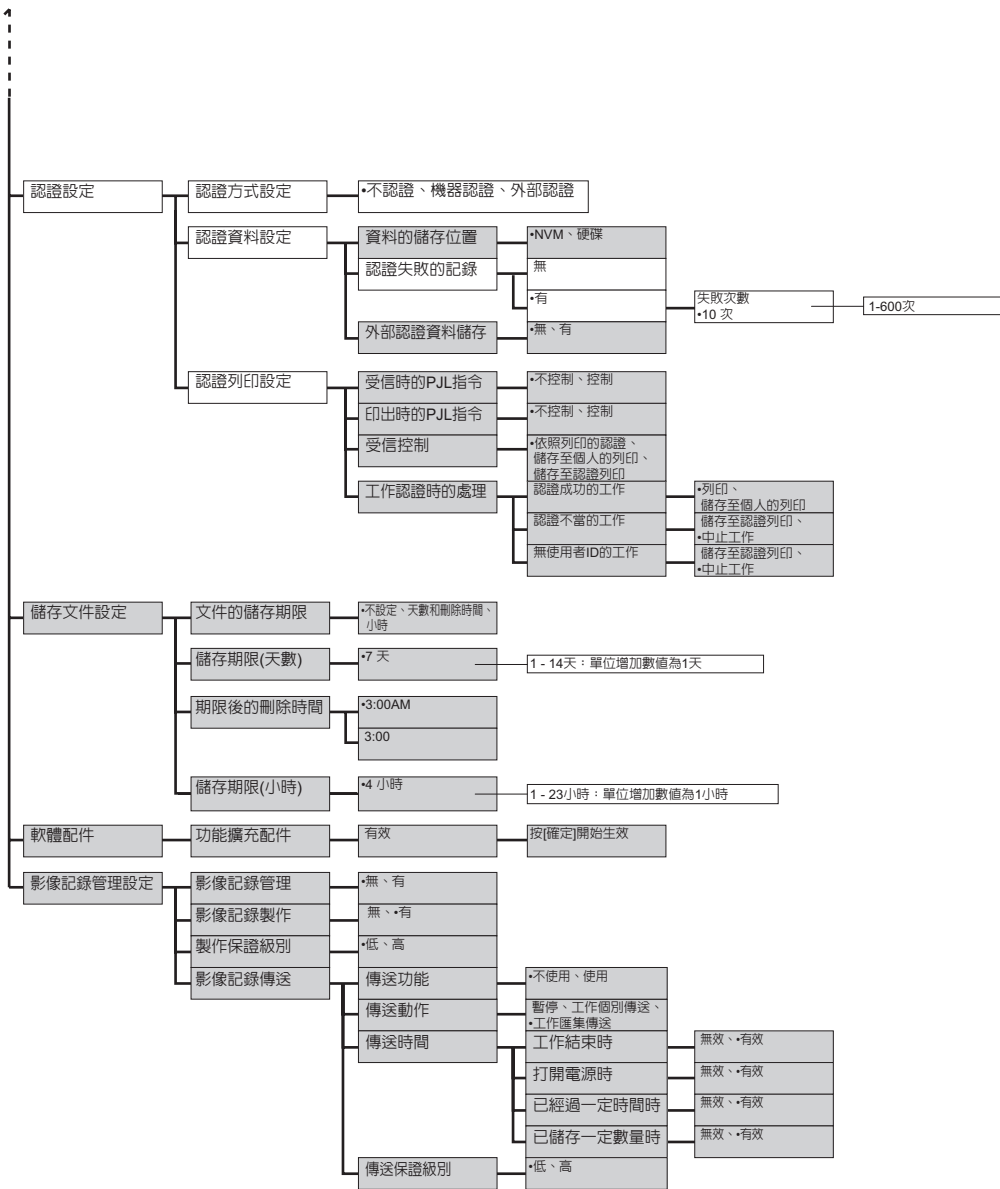 1
認證設定
認證方式設定
•不認證、機器認證、外部認證
認證資料設定
資料的儲存位置
•NVM、硬碟
認證失敗的記錄
無
•有
失敗次數
•10 次
1-600次
外部認證資料儲存
•無、有
認證列印設定
受信時的PJL指令
•不控制、控制
印出時的PJL指令
•不控制、控制
受信控制
•依照列印的認證、
儲存至個人的列印、
儲存至認證列印
工作認證時的處理
認證成功的工作
•列印、
儲存至個人的列印
認證不當的工作
儲存至認證列印、
•中止工作
無使用者ID的工作
儲存至認證列印、
•中止工作
儲存文件設定
文件的儲存期限
•不設定、天數和刪除時間、
小時
儲存期限(天數)
•7 天
1 - 14天：單位增加數值為1天
期限後的刪除時間
•3:00AM
3:00
儲存期限(小時)
•4 小時
1 - 23小時：單位增加數值為1小時
軟體配件
功能擴充配件
有效
按[確定]開始生效
影像記錄管理設定
影像記錄管理
•無、有
影像記錄製作
無、•有
製作保證級別
•低、高
影像記錄傳送
傳送功能
•不使用、使用
傳送動作
暫停、工作個別傳送、
•工作匯集傳送
傳送時間
工作結束時
無效、•有效
打開電源時
無效、•有效
已經過一定時間時
無效、•有效
已儲存一定數量時
無效、•有效
傳送保證級別
•低、高